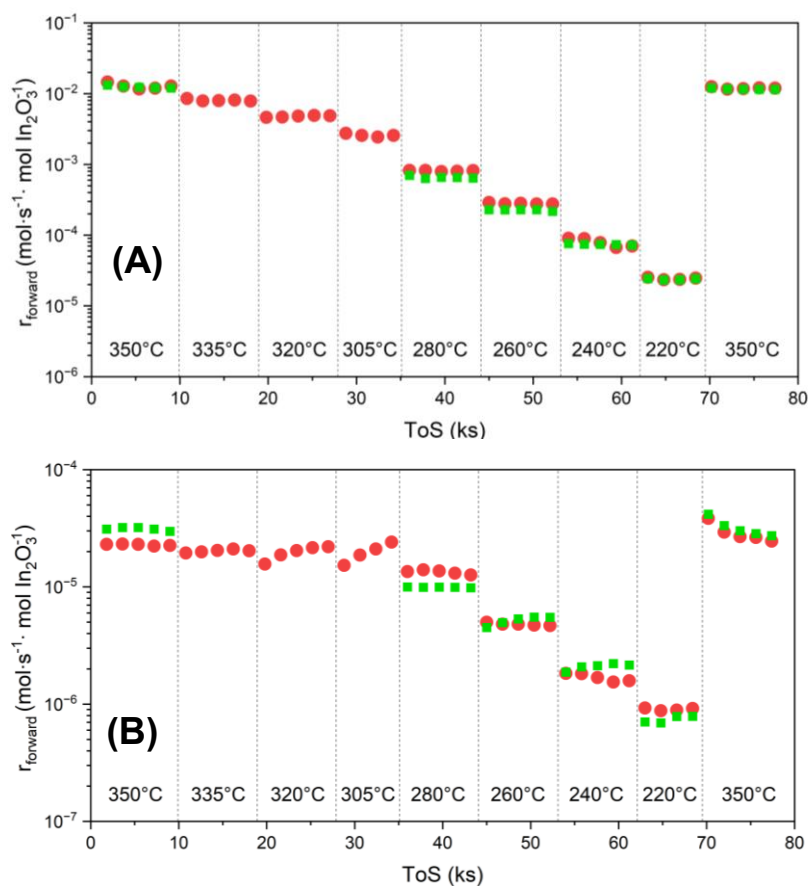 10⁻¹
10⁻²
10⁻³
10⁻⁴
10⁻⁵
10⁻⁶
r_forward (mol·s⁻¹· mol In₂O₃⁻¹)
(A)
350°C 335°C 320°C 305°C 280°C 260°C 240°C 220°C 350°C
0 10 20 30 40 50 60 70 80
ToS (ks)
10⁻⁴
10⁻⁵
10⁻⁶
10⁻⁷
r_forward (mol·s⁻¹· mol In₂O₃⁻¹)
(B)
350°C 335°C 320°C 305°C 280°C 260°C 240°C 220°C 350°C
0 10 20 30 40 50 60 70 80
ToS (ks)